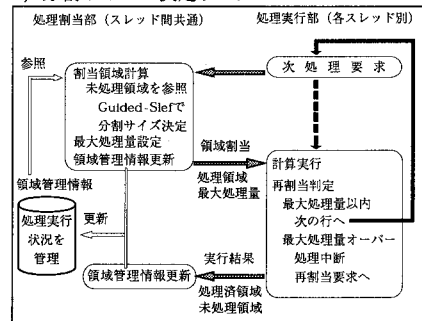 処理割当部（スレッド間共通）
処理実行部（各スレッド別）
参照
割当領域計算
未処理領域を参照
Guided-Slefで
分割サイズ決定
最大処理量設定
領域管理情報更新
次処理要求
領域割当
処理領域
最大処理量
計算実行
再割当判定
最大処理量以内
次の行へ
最大処理量オーバー
処理中断
再割当要求へ
領域管理情報
処理実行
状況を
管理
更新
領域管理情報更新
実行結果
処理済領域
未処理領域